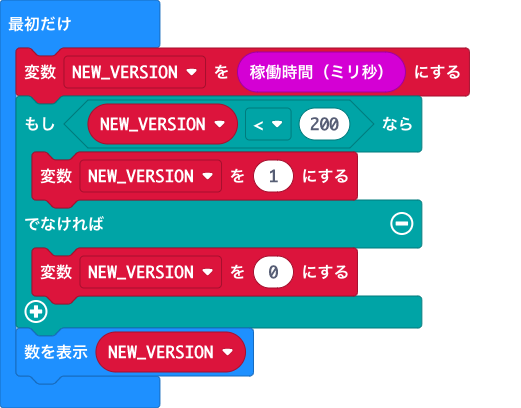 最初だけ
変数 NEW_VERSION を 稼働時間（ミリ秒） にする
もし NEW_VERSION < 200 なら
変数 NEW_VERSION を 1 にする
でなければ
変数 NEW_VERSION を 0 にする
数を表示 NEW_VERSION